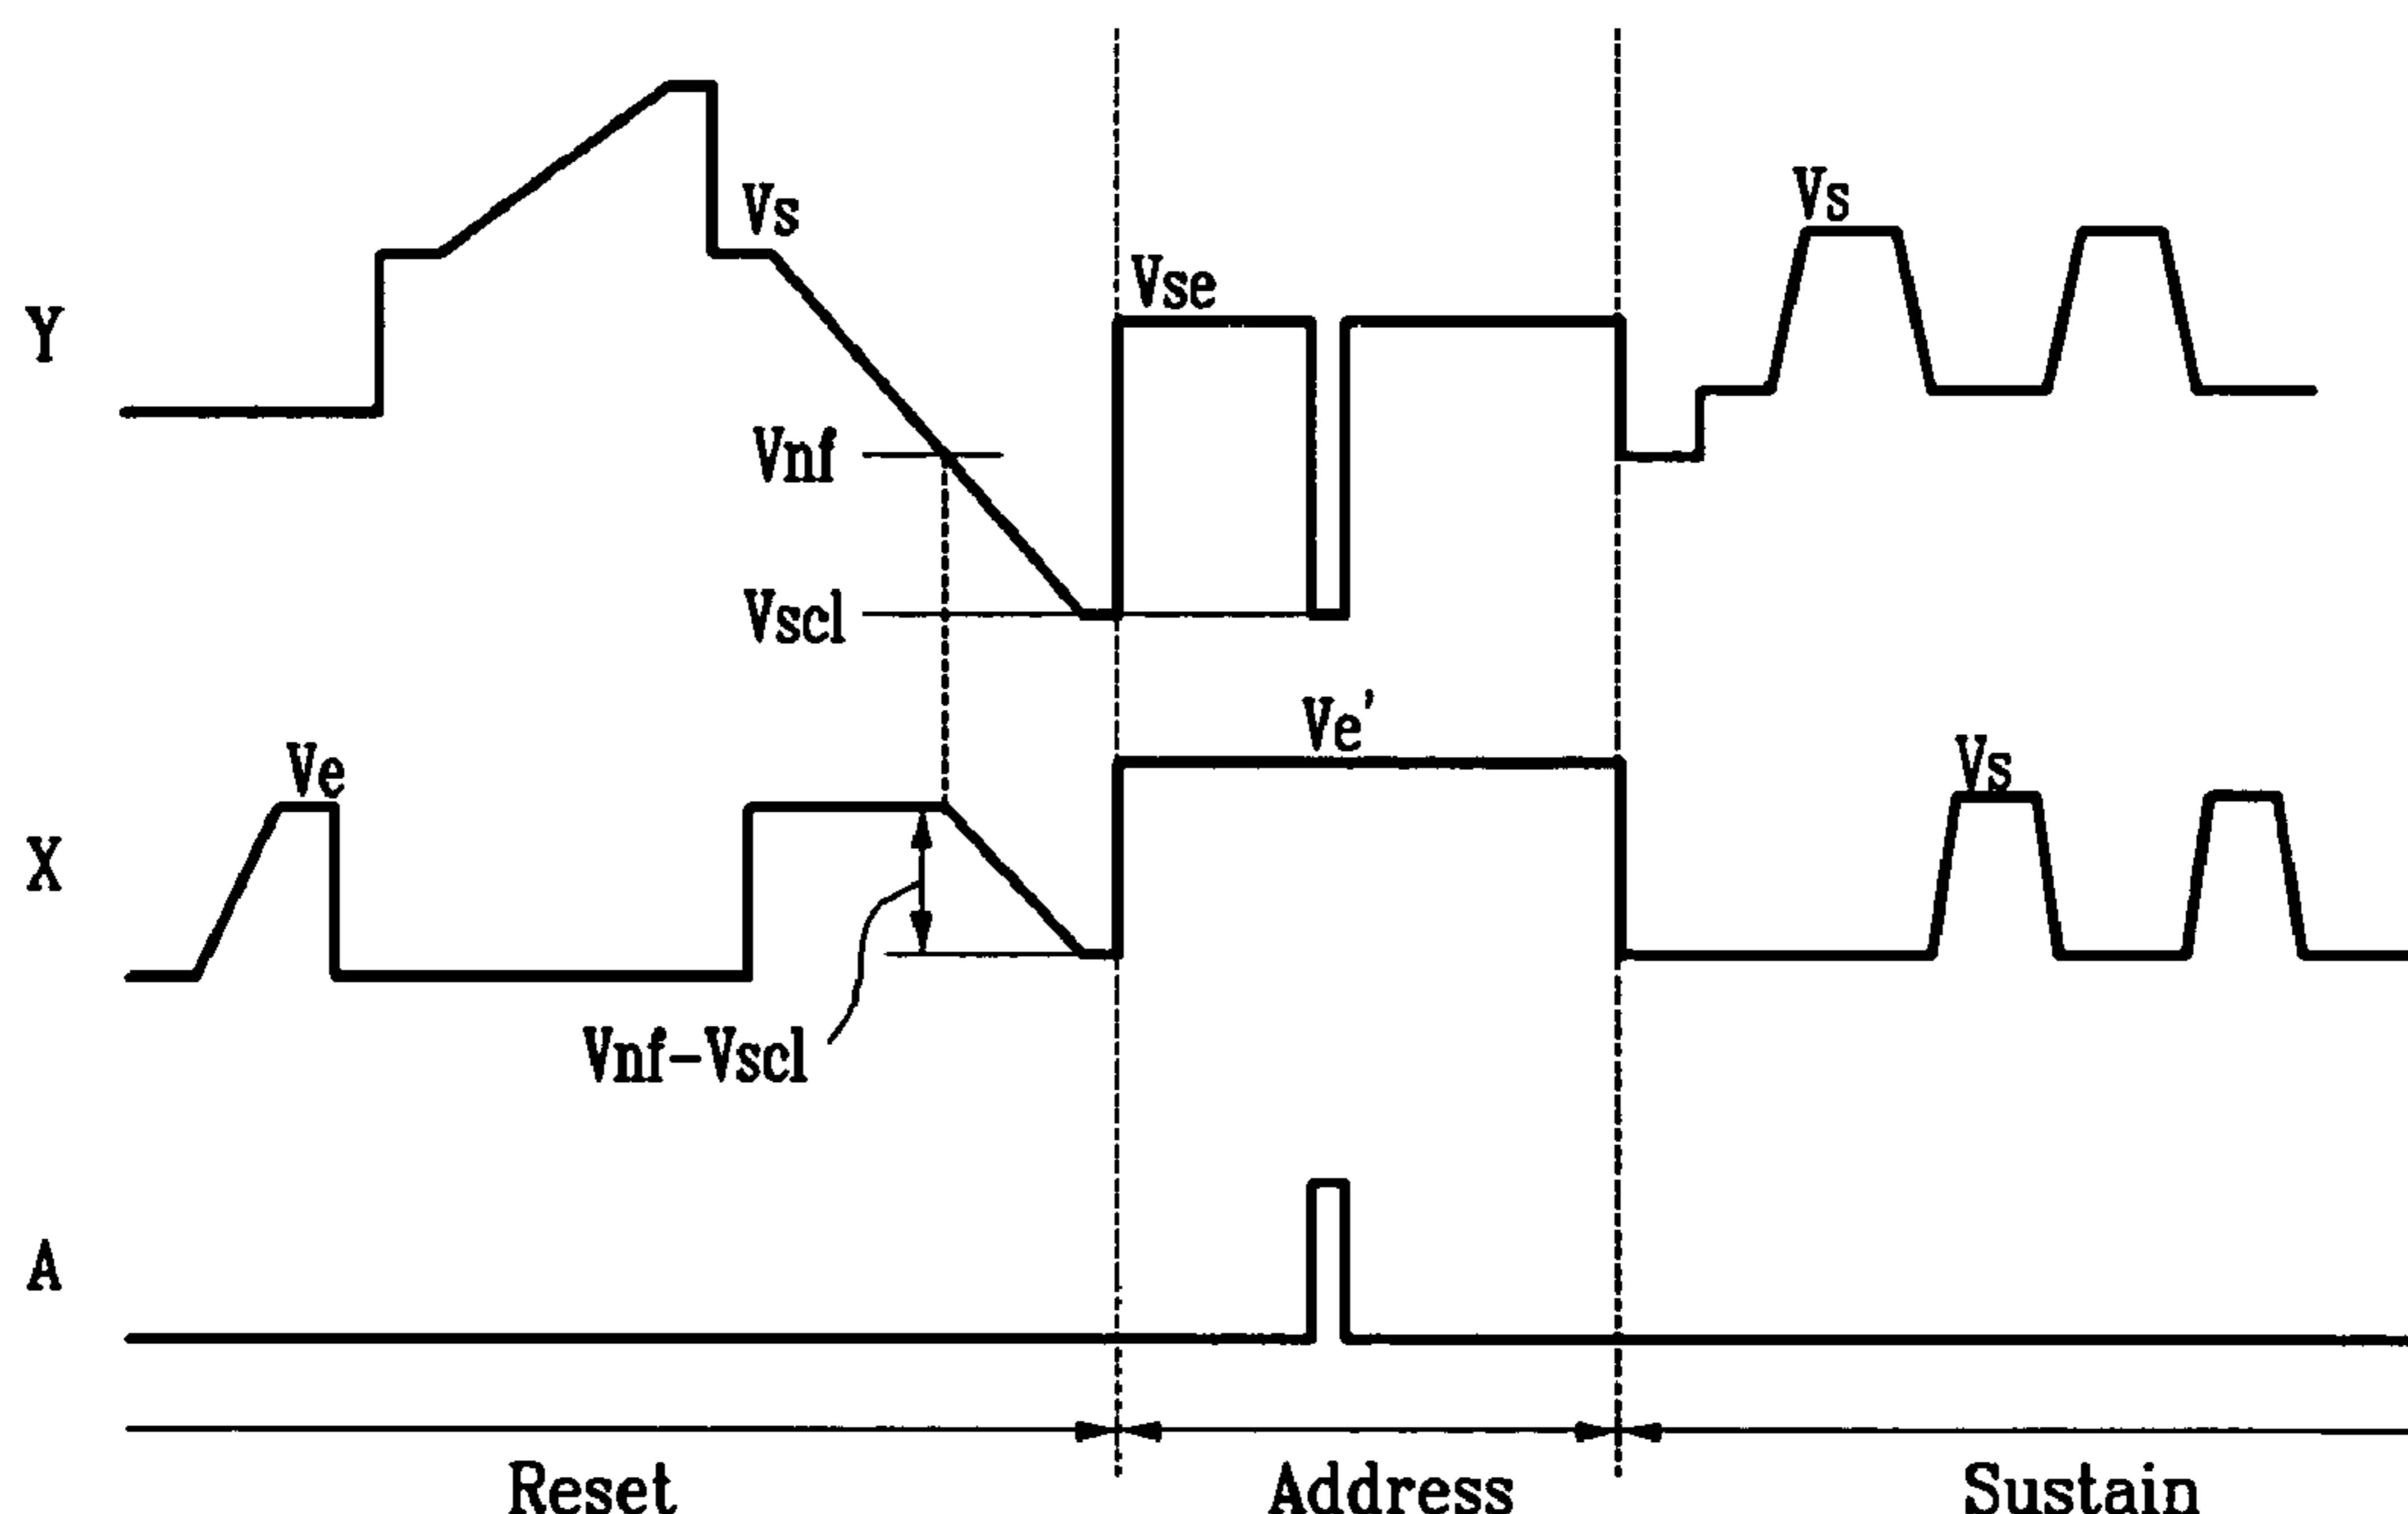 Vs
Vs
Vse
Y
Vnf
Vscl
Ve'
Ve
Vs
X
Vnf-Vscl
A
Reset
Address
Sustain